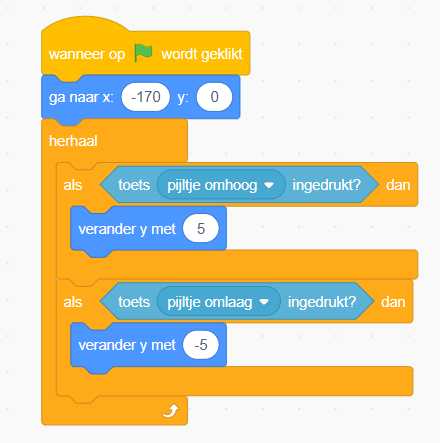 wanneer op wordt geklikt
ga naar x: -170 y: 0
herhaal
als toets pijltje omhoog ingedrukt? dan
verander y met 5
als toets pijltje omlaag ingedrukt? dan
verander y met -5